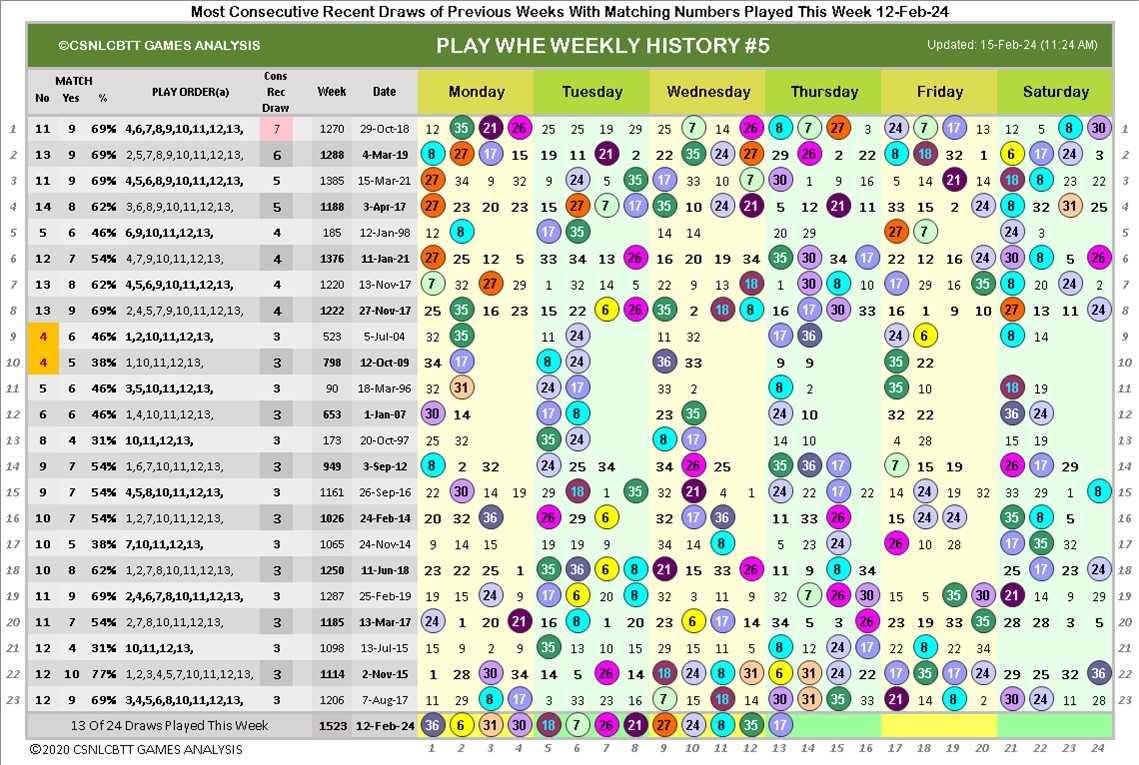 Most Consecutive Recent Draws of Previous Weeks With Matching Numbers Played This Week 12-Feb-24
©CSNLCBTT GAMES ANALYSIS PLAY WHE WEEKLY HISTORY #5 Updated: 15-Feb-24 (11:24 AM)
No MATCH Yes % PLAY ORDER(a) Cons Rec Draw Week Date Monday Tuesday Wednesday Thursday Friday Saturday
1 11 9 69% 4,6,7,8,9,10,11,12,13, 7 1270 29-Oct-18 12 35 21 26 25 25 19 29 25 7 14 26 8 7 27 3 24 7 17 13 12 5 8 30 1
2 13 9 69% 2,5,7,8,9,10,11,12,13, 6 1288 4-Mar-19 8 27 17 15 19 11 21 2 22 35 24 27 29 26 2 22 8 18 32 1 6 17 24 3 2
3 11 9 69% 4,5,6,8,9,10,11,12,13, 5 1385 15-Mar-21 27 34 9 32 6 24 5 35 17 33 10 7 30 1 9 16 5 14 21 14 18 8 23 22 3
4 14 8 62% 3,6,8,9,10,11,12,13, 5 1188 3-Apr-17 27 23 20 23 15 27 7 17 35 10 24 21 5 12 21 11 33 15 2 24 8 32 31 25 4
5 5 6 46% 6,9,10,11,12,13, 4 185 12-Jan-98 12 8 17 35 14 14 20 29 27 7 24 3 5
6 12 7 54% 4,7,9,10,11,12,13, 4 1376 11-Jan-21 27 25 12 5 33 34 13 26 16 20 19 34 35 30 34 17 22 12 16 24 30 8 5 26 6
7 13 8 62% 4,5,6,9,10,11,12,13, 4 1220 13-Nov-17 7 32 27 29 1 32 14 5 22 9 13 18 1 30 8 10 17 29 16 35 8 20 24 2 7
8 13 9 69% 2,4,5,7,8,9,10,11,12,13, 4 1222 27-Nov-17 25 35 16 23 15 22 6 26 35 2 18 8 16 17 30 33 16 1 9 10 27 13 11 24 8
9 4 6 46% 1,2,10,11,12,13, 3 523 5-Jul-04 32 35 11 24 11 32 17 36 24 6 8 14 9
10 4 5 38% 1,10,11,12,13, 3 798 12-Oct-09 34 17 8 24 36 33 9 9 35 22 10
11 5 6 46% 3,5,10,11,12,13, 3 90 18-Mar-96 32 31 24 17 33 2 8 2 35 10 18 19 11
12 6 6 46% 1,4,10,11,12,13, 3 653 1-Jan-07 30 14 17 8 23 35 24 10 32 22 36 24 12
13 8 4 31% 10,11,12,13, 3 173 20-Oct-97 25 32 35 24 8 17 14 10 4 28 15 19 13
14 9 7 54% 1,6,7,10,11,12,13, 3 949 3-Sep-12 8 2 32 24 25 34 34 26 25 35 36 17 7 15 19 26 17 29 14
15 9 7 54% 4,5,8,10,11,12,13, 3 1161 26-Sep-16 22 30 14 19 29 18 1 35 32 21 4 1 24 22 17 15 14 24 19 32 33 29 1 8 15
16 10 7 54% 1,2,7,10,11,12,13, 3 1026 24-Feb-14 20 32 36 26 29 6 32 17 36 11 33 26 15 24 24 35 8 5 16
17 10 5 38% 7,10,11,12,13, 3 1065 24-Nov-14 9 14 15 19 19 9 34 14 8 5 23 24 26 10 28 17 35 32 17
18 10 8 62% 1,2,7,8,10,11,12,13, 3 1250 11-Jun-18 23 22 25 1 35 36 6 8 21 15 33 26 11 9 8 34 25 17 23 24 18
19 11 9 69% 2,4,6,7,8,10,11,12,13, 3 1287 25-Feb-19 19 15 24 9 17 6 20 8 32 3 11 9 32 7 26 30 15 5 35 30 21 14 9 29 19
20 11 7 54% 2,7,8,10,11,12,13, 3 1185 13-Mar-17 24 1 20 21 16 8 1 20 23 6 17 14 34 5 3 26 23 19 33 35 28 28 3 5 20
21 12 4 31% 10,11,12,13, 3 1098 13-Jul-15 15 9 2 9 35 13 10 15 29 15 11 5 8 11 24 17 18 8 22 34 21
22 12 10 77% 1,2,3,4,5,7,10,11,12,13, 3 1114 2-Nov-15 1 28 30 34 14 5 26 14 18 24 8 31 6 31 24 20 17 35 17 24 29 22 32 36 22
23 12 69% 3,4,5,6,8,10,11,12,13, 3 1206 7-Aug-17 11 29 8 17 3 33 23 16 7 15 18 14 24 31 35 33 21 14 8 2 30 24 11 28 23
13 Of 24 Draws Played This Week 1523 12-Feb-24 36 6 31 30 18 7 26 21 27 24 8 35 17
©2020 CSNLCBTT GAMES ANALYSIS 1 2 3 4 5 6 7 8 9 10 11 12 13 14 15 16 17 18 19 20 21 22 23 24